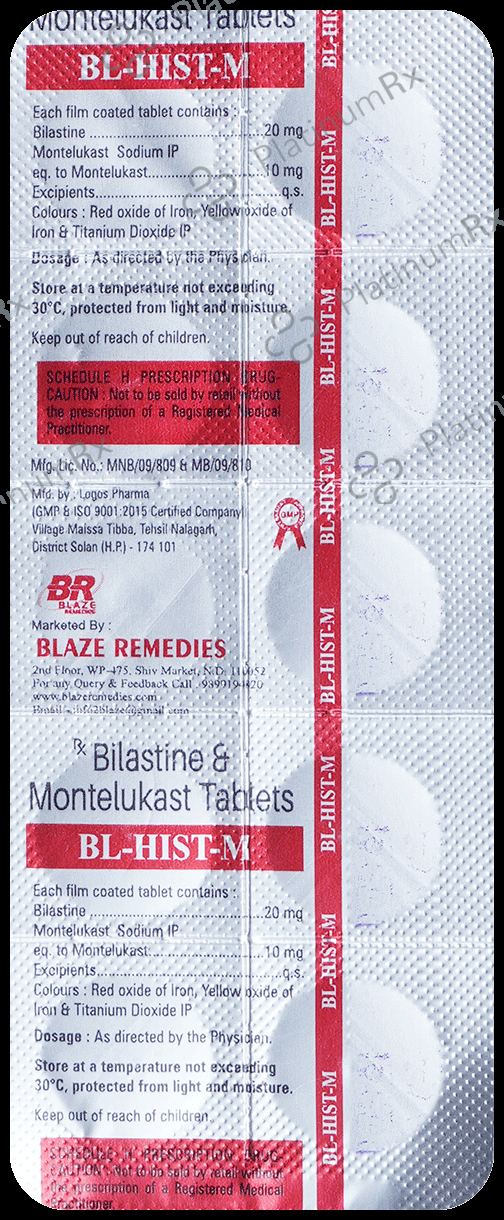 Montelukast Tablets
BL-HIST-M
Each film coated tablet contains :
Bilastine ........................................20 mg
Montelukast Sodium IP
eq. to Montelukast........................10 mg
Excipients......................................q.s.
Colours : Red oxide of Iron, Yellow oxide of
Iron & Titanium Dioxide IP
Dosage : As directed by the Physician.
Store at a temperature not exceeding
30°C, protected from light and moisture.
Keep out of reach of children.
SCHEDULE H PRESCRIPTION DRUG-
CAUTION : Not to be sold by retail without
the prescription of a Registered Medical
Practitioner.
Mfg. Lic. No.: MNB/09/809 & MB/09/810
Mfd. by : Logos Pharma
(GMP & ISO 9001:2015 Certified Company)
Village Maissa Tibba, Tehsil Nalagarh,
District Solan (H.P.) - 174 101
GMP
BR
BLAZE
REMEDIES
Marketed By :
BLAZE REMEDIES
2nd Floor, WP-475, Shiv Market, N.D. 110052
For any Query & Feedback Call :
www.blazeremedies.com
Rx Bilastine &
Montelukast Tablets
BL-HIST-M
Each film coated tablet contains :
Bilastine ........................................20 mg
Montelukast Sodium IP
eq. to Montelukast........................10 mg
Excipients......................................q.s.
Colours : Red oxide of Iron, Yellow oxide of
Iron & Titanium Dioxide IP
Dosage : As directed by the Physician.
Store at a temperature not exceeding
30°C, protected from light and moisture.
Keep out of reach of children.
SCHEDULE H PRESCRIPTION DRUG-
CAUTION : Not to be sold by retail without
the prescription of a Registered Medical
Practitioner.
BL-HIST-M
BL-HIST-M
BL-HIST-M
BL-HIST-M
BL-HIST-M
BL-HIST-M
BL-HIST-M
BL-HIST-M
PlatinumRx
PlatinumRx
PlatinumRx